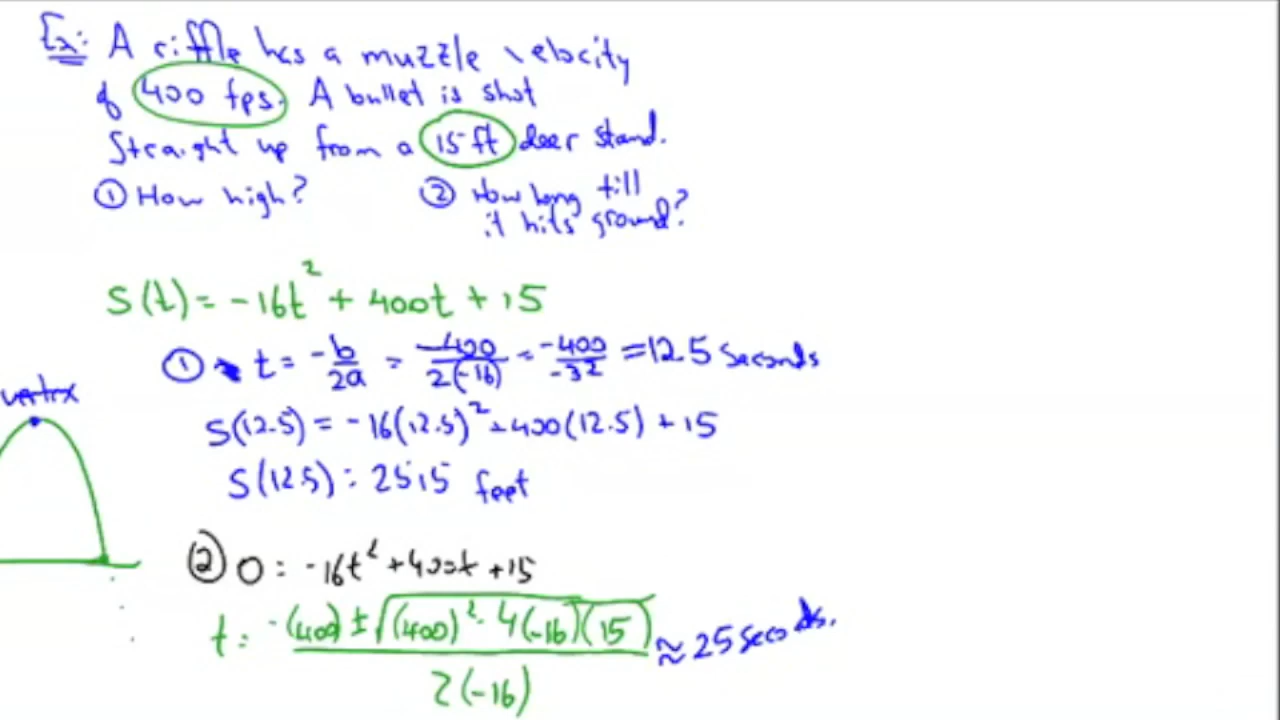 Ex: A riffle has a muzzle velocity
of 400 fps. A bullet is shot
straight up from a 15 ft deer stand.
① How high? ② How long till
it hits ground?
S(t) = -16t² + 400t + 15
① t = -b/2a = -400/2(-16) = -400/-32 = 12.5 seconds
vertex
S(12.5) = -16(12.5)² + 400(12.5) + 15
S(12.5) = 2515 feet
② 0 = -16t² + 400t + 15
t = -(400) ± √((400)² - 4(-16)(15)) / 2(-16) ≈ 25 seconds.